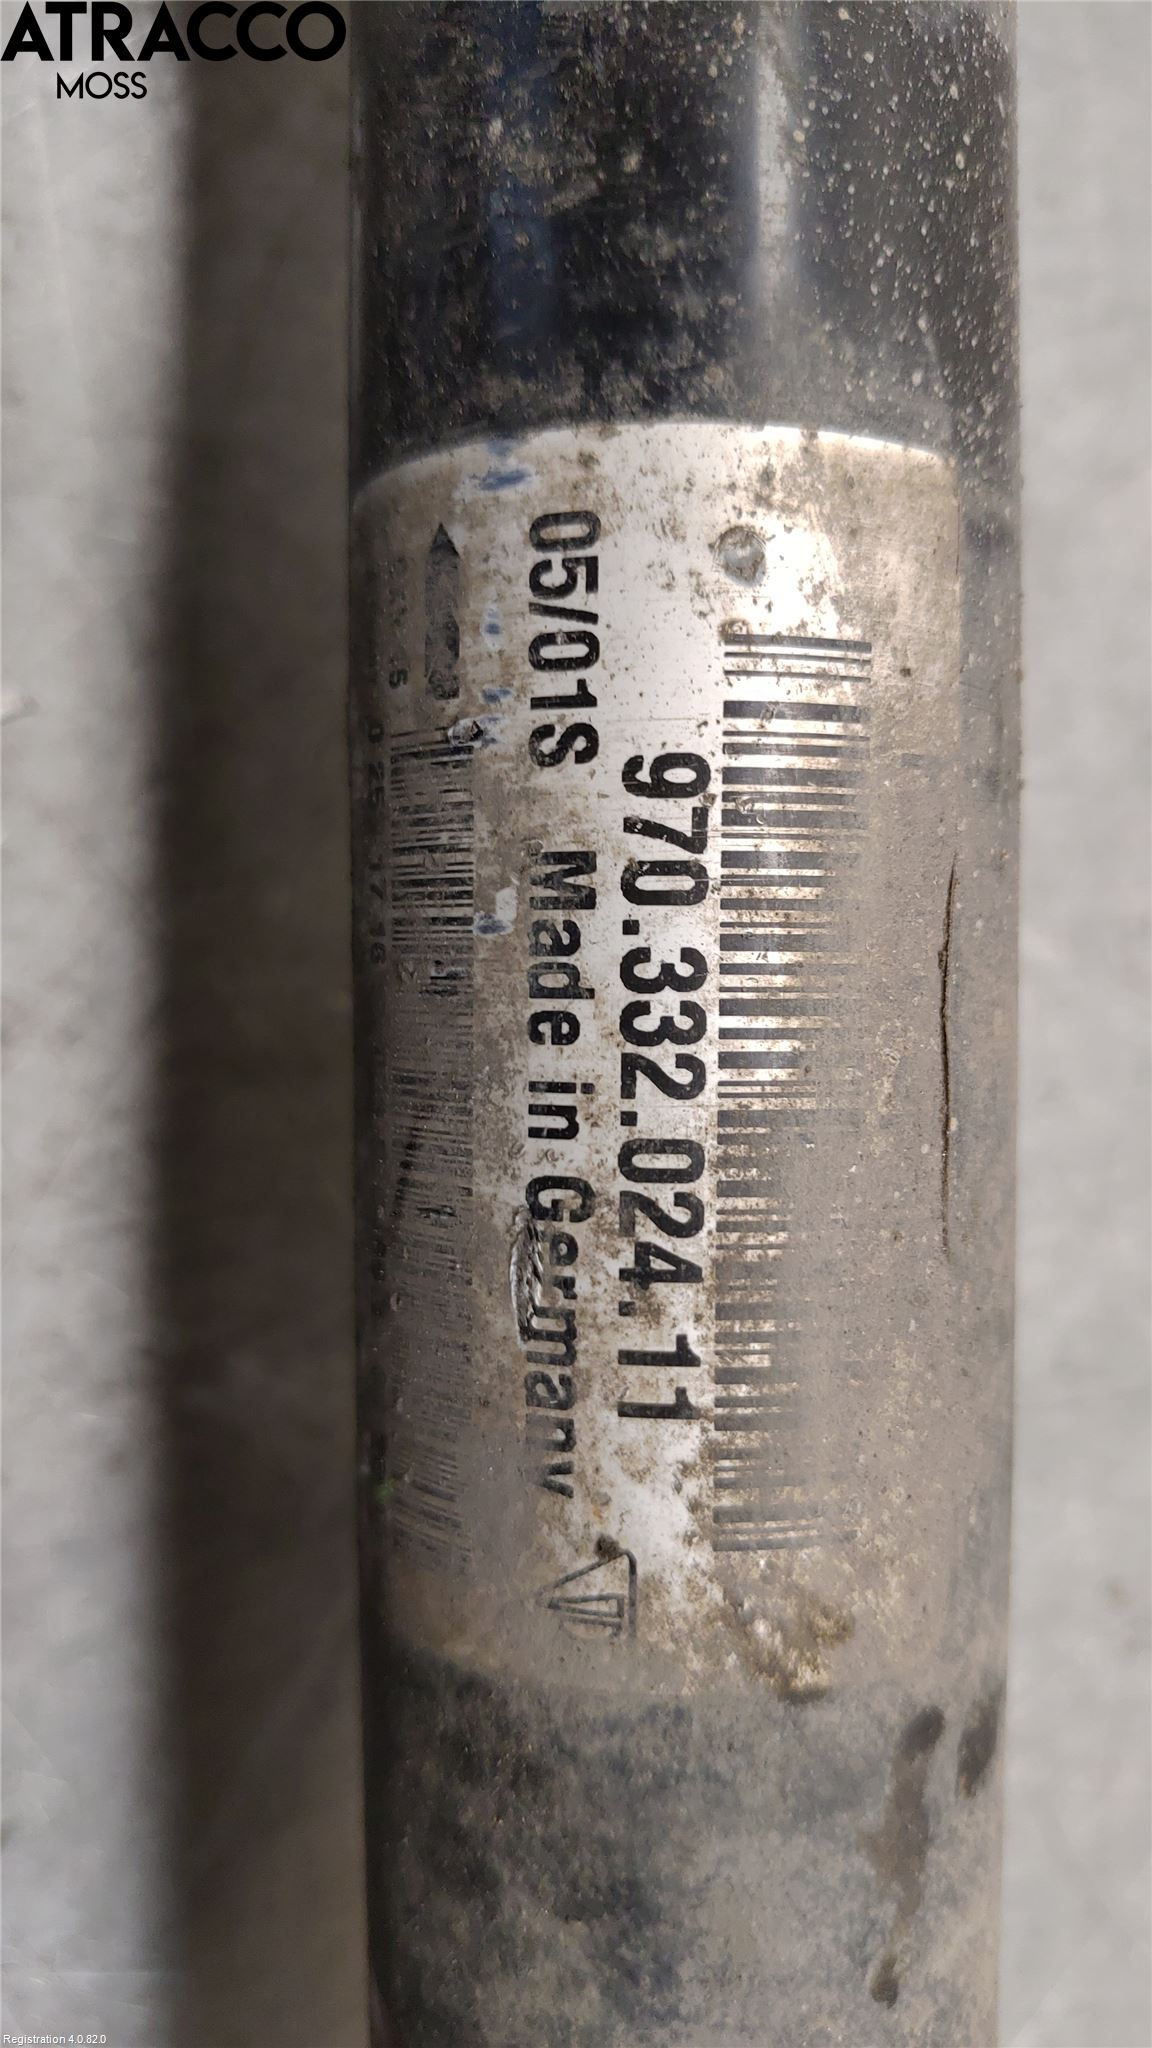 ATRACCO
MOSS
970.332.024.11
05/01S Made in Germany
Registration 4.0.82.0